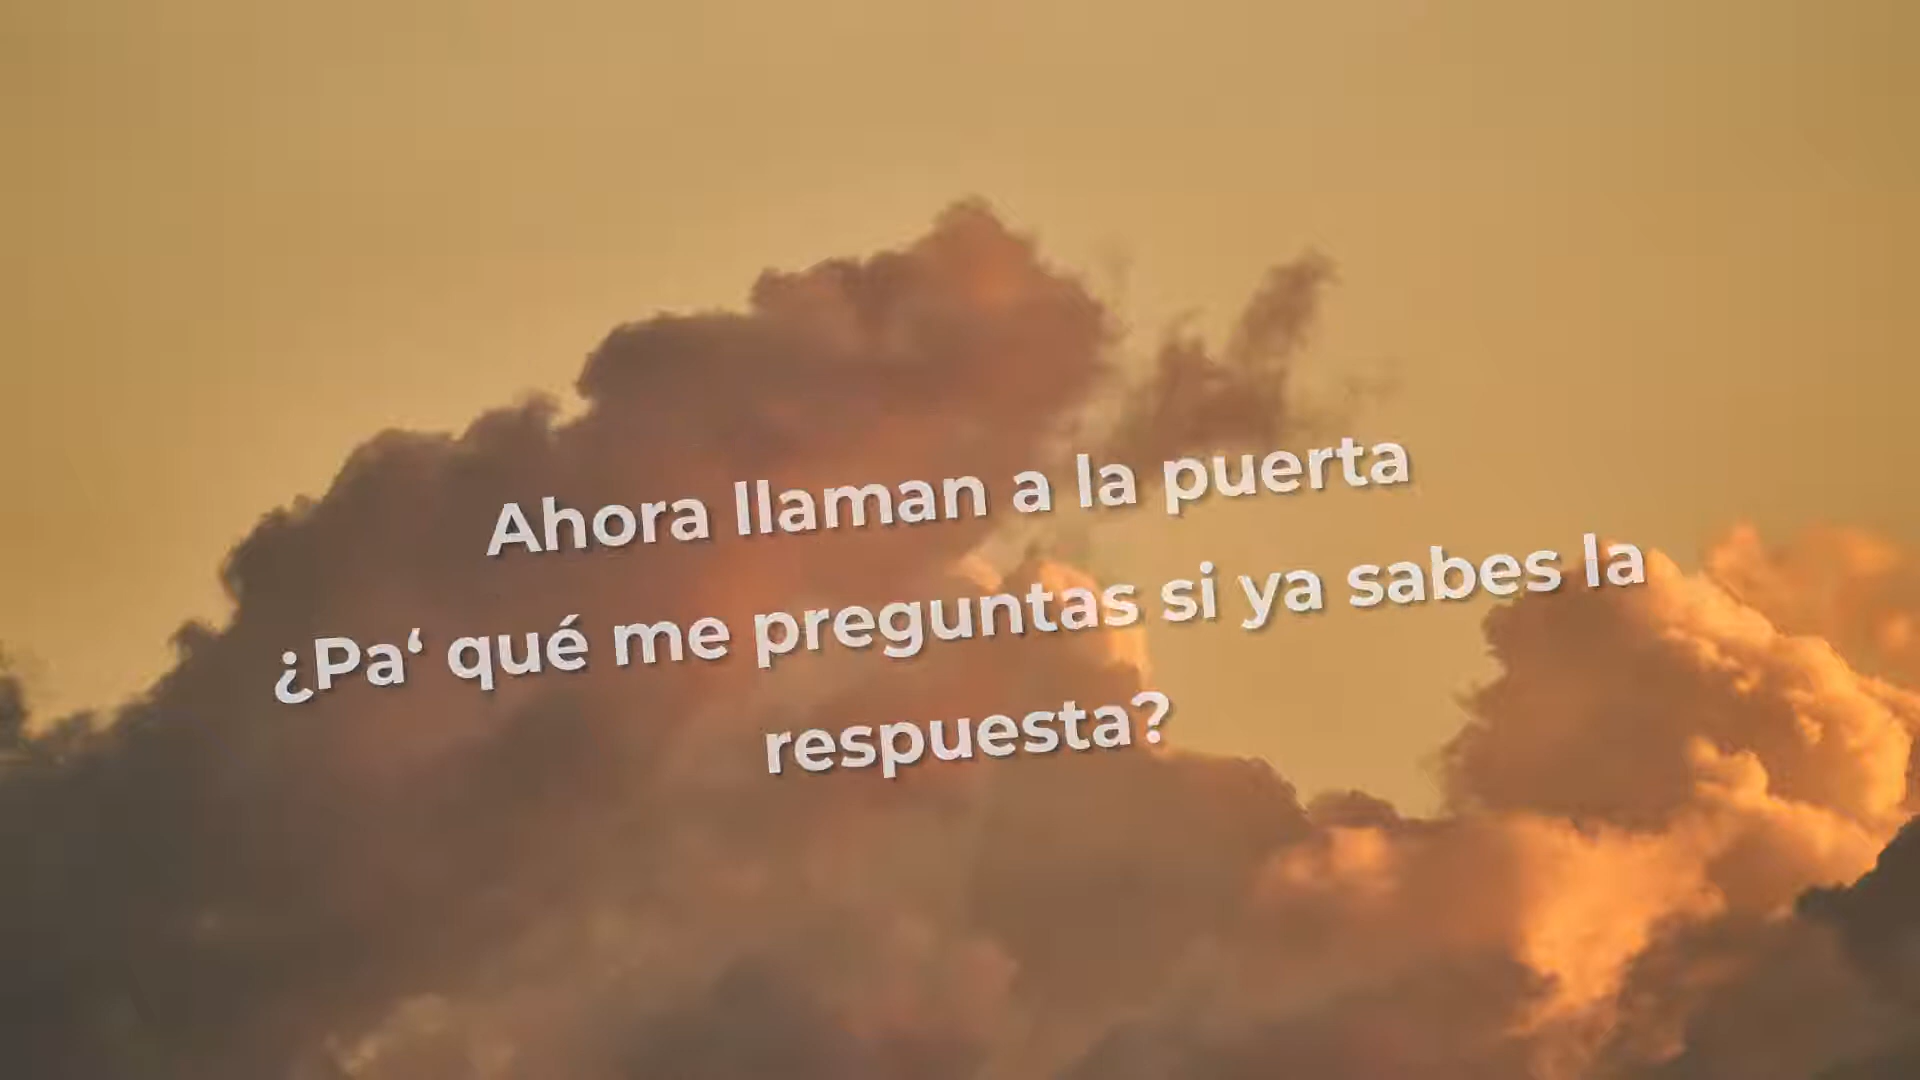 Ahora llaman a la puerta
¿Pa‘ qué me preguntas si ya sabes la
respuesta?